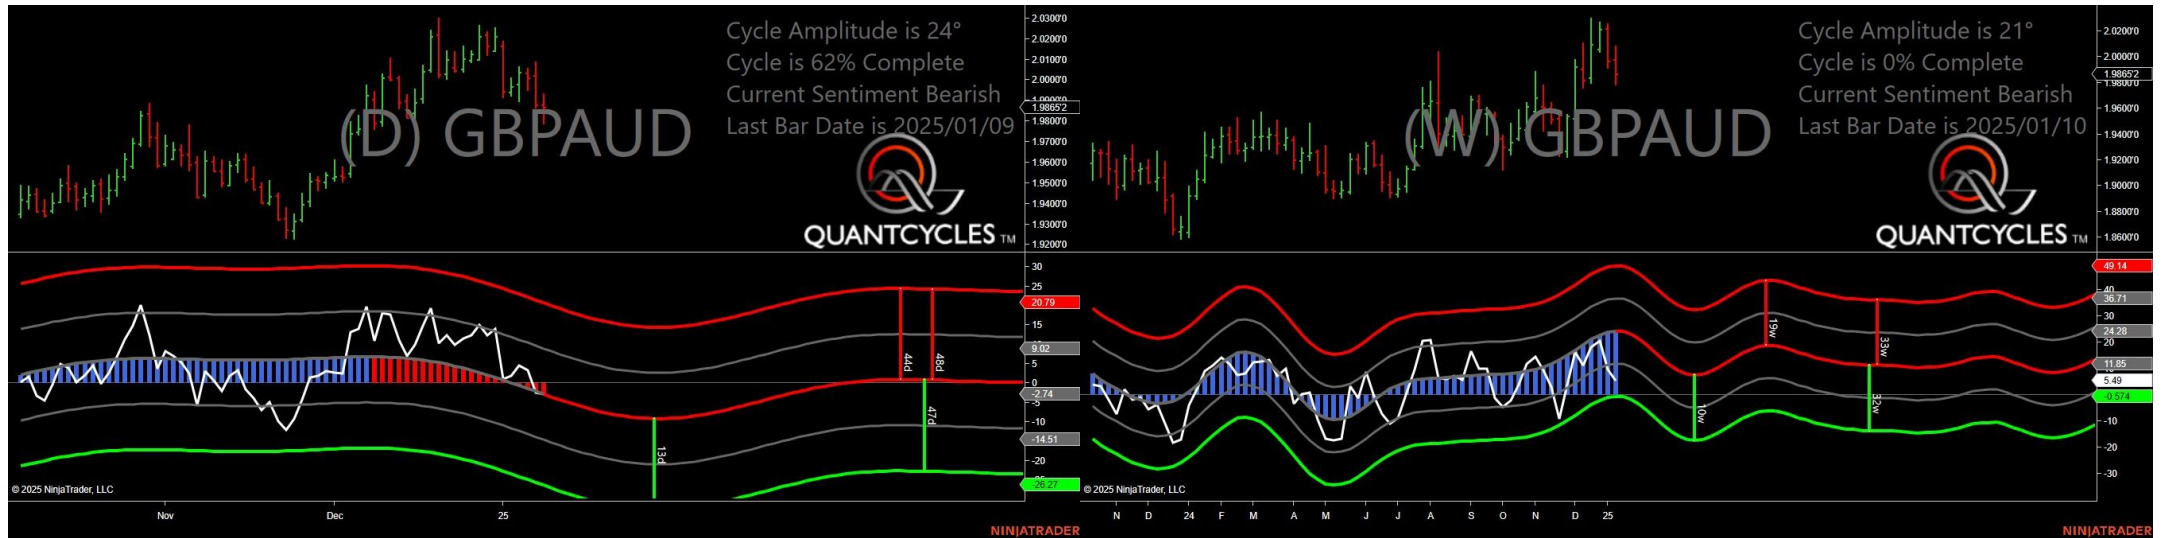 Cycle Amplitude is 24°
Cycle is 62% Complete
Current Sentiment Bearish
Last Bar Date is 2025/01/09
(D) GBPAUD
QUANTCYCLES TM
2.0300'0
2.0200'0
2.0100'0
2.0000'0
1.9900'0
1.9865'2
1.9800'0
1.9700'0
1.9600'0
1.9500'0
1.9400'0
1.9300'0
1.9200'0
30
25
20.79
15
9.02
5
0
-2.74
-5
-10
-14.51
-20
-26.27
44d
48d
47d
13d
© 2025 NinjaTrader, LLC
Nov
Dec
25
NINJATRADER
Cycle Amplitude is 21°
Cycle is 0% Complete
Current Sentiment Bearish
Last Bar Date is 2025/01/10
(W) GBPAUD
QUANTCYCLES TM
2.0200'0
2.0000'0
1.9865'2
1.9800'0
1.9600'0
1.9400'0
1.9200'0
1.9000'0
1.8800'0
1.8600'0
49.14
40
36.71
30
24.28
20
11.85
5.49
-0.574
-10
-20
-30
19w
33w
10w
32w
© 2025 NinjaTrader, LLC
N D 24 F M A M J J A S O N D 25
NINJATRADER